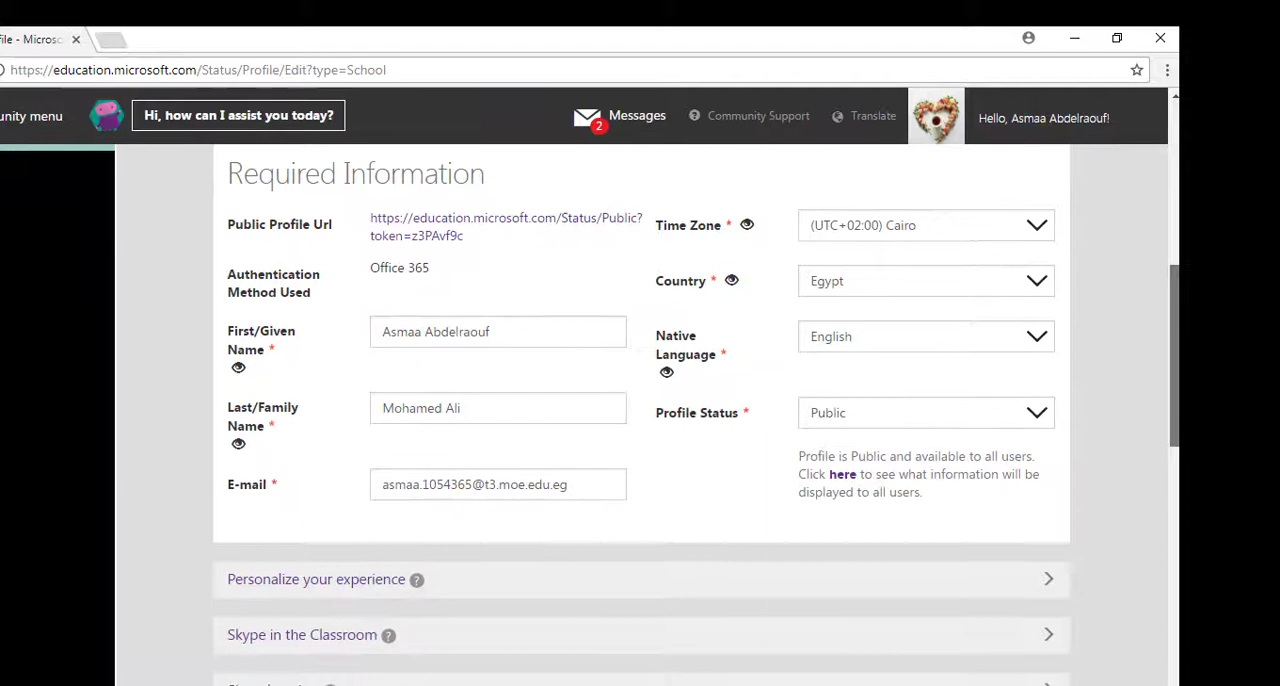 file - Microso
https://education.microsoft.com/Status/Profile/Edit?type=School
unity menu
Hi, how can I assist you today?
2
Messages
Community Support
Translate
Hello, Asmaa Abdelraouf!
Required Information
Public Profile Url
https://education.microsoft.com/Status/Public?
token=z3PAvf9c
Authentication
Method Used
Office 365
First/Given
Name *
Asmaa Abdelraouf
Last/Family
Name *
Mohamed Ali
E-mail *
asmaa.1054365@t3.moe.edu.eg
Time Zone *
(UTC+02:00) Cairo
Country *
Egypt
Native
Language *
English
Profile Status *
Public
Profile is Public and available to all users.
Click here to see what information will be
displayed to all users.
Personalize your experience ?
Skype in the Classroom ?